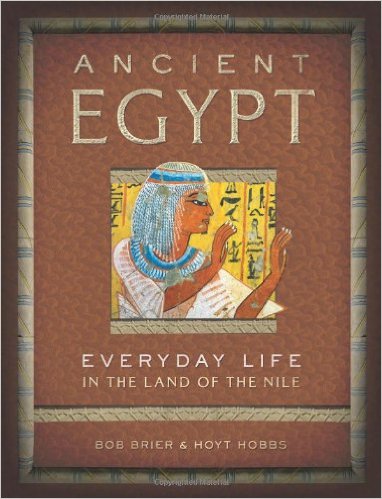 ANCIENT
EGYPT
EVERYDAY LIFE
IN THE LAND OF THE NILE
BOB BRIER & HOYT HOBBS